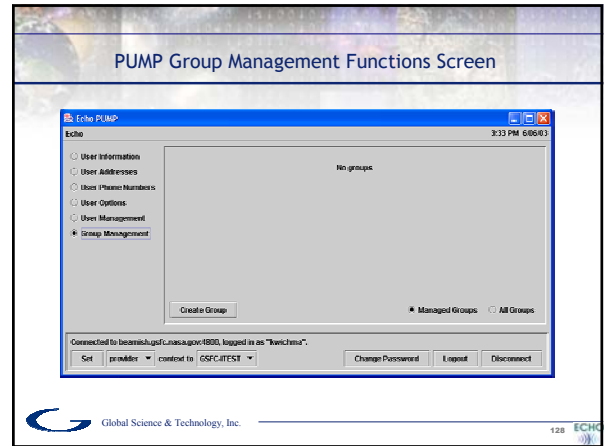 PUMP Group Management Functions Screen
Echo PUMP
Echo 3:33 PM 6/06/03
User Information
User Addresses
User Phone Numbers
User Options
User Management
Group Management
No groups
Create Group Managed Groups All Groups
Connected to beamish.gsfc.nasa.gov:4800, logged in as "kwichma".
Set provider context to GSFC-ITEST Change Password Logout Disconnect
Global Science & Technology, Inc. 128 ECHO